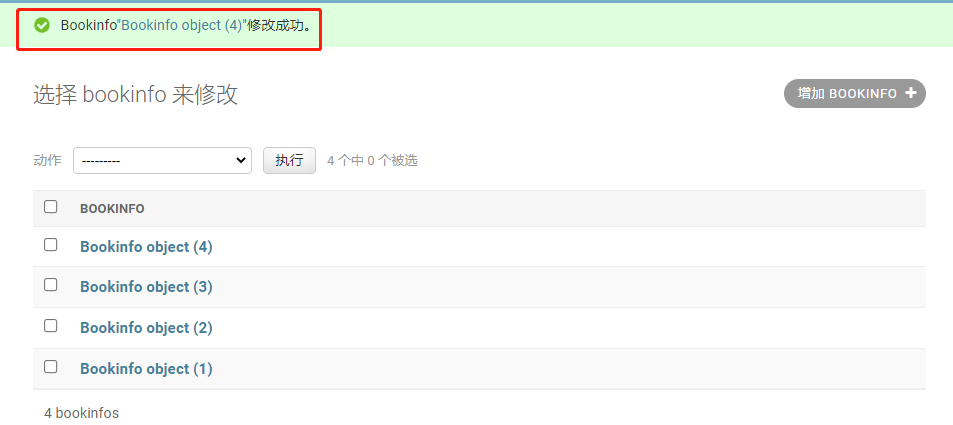 Bookinfo"Bookinfo object (4)"修改成功。
选择 bookinfo 来修改
增加 BOOKINFO +
动作 --------- 执行 4 个中 0 个被选
BOOKINFO
Bookinfo object (4)
Bookinfo object (3)
Bookinfo object (2)
Bookinfo object (1)
4 bookinfos